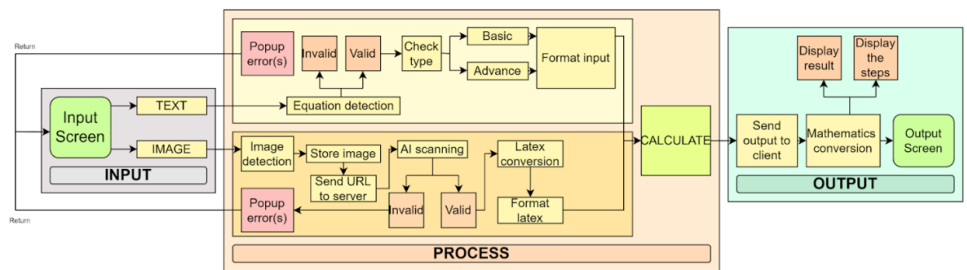 Return
Input
Screen
TEXT
IMAGE
INPUT
Return
Popup
error(s)
Invalid
Valid
Check
type
Basic
Advance
Format input
Equation detection
Image
detection
Store image
Send URL
to server
AI scanning
Invalid
Valid
Latex
conversion
Format
latex
Popup
error(s)
PROCESS
CALCULATE
Display
result
Display
the
steps
Send
output to
client
Mathematics
conversion
Output
Screen
OUTPUT